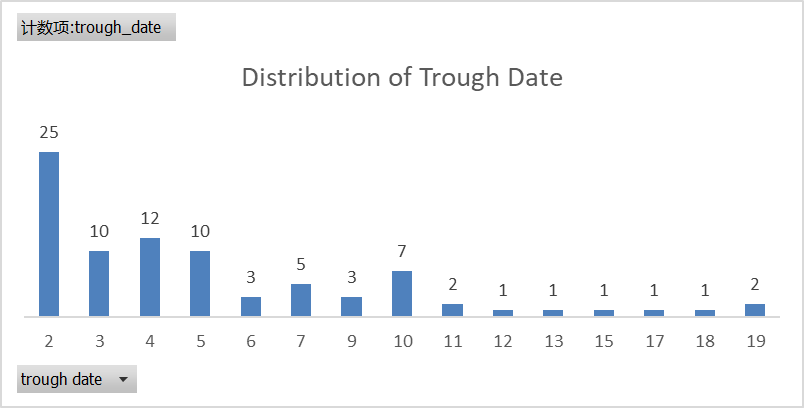 计数项:trough_date
Distribution of Trough Date
25 10 12 10 3 5 3 7 2 1 1 1 1 1 2
2 3 4 5 6 7 9 10 11 12 13 15 17 18 19
trough date